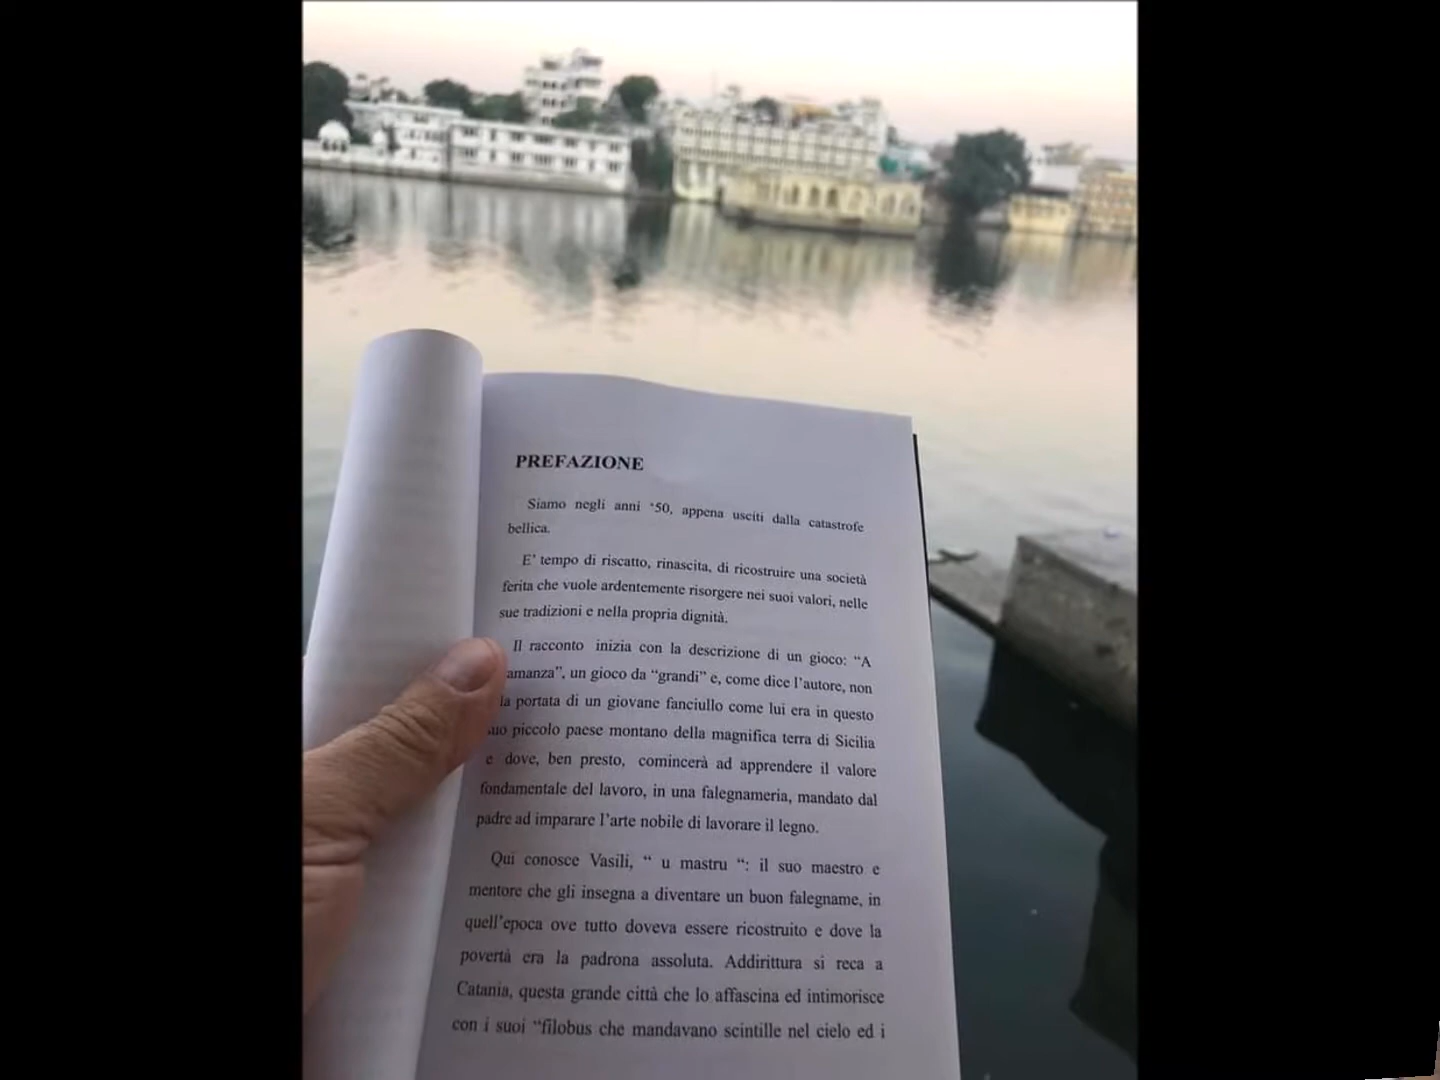 PREFAZIONE
Siamo negli anni '50, appena usciti dalla catastrofe
bellica.
E' tempo di riscatto, rinascita, di ricostruire una società
ferita che vuole ardentemente risorgere nei suoi valori, nelle
sue tradizioni e nella propria dignità.
Il racconto inizia con la descrizione di un gioco: “A
amanza”, un gioco da “grandi” e, come dice l’autore, non
la portata di un giovane fanciullo come lui era in questo
uo piccolo paese montano della magnifica terra di Sicilia
e dove, ben presto, comincerà ad apprendere il valore
fondamentale del lavoro, in una falegnameria, mandato dal
padre ad imparare l’arte nobile di lavorare il legno.
Qui conosce Vasili, “ u mastru “: il suo maestro e
mentore che gli insegna a diventare un buon falegname, in
quell’epoca ove tutto doveva essere ricostruito e dove la
povertà era la padrona assoluta. Addirittura si reca a
Catania, questa grande città che lo affascina ed intimorisce
con i suoi “filobus che mandavano scintille nel cielo ed i